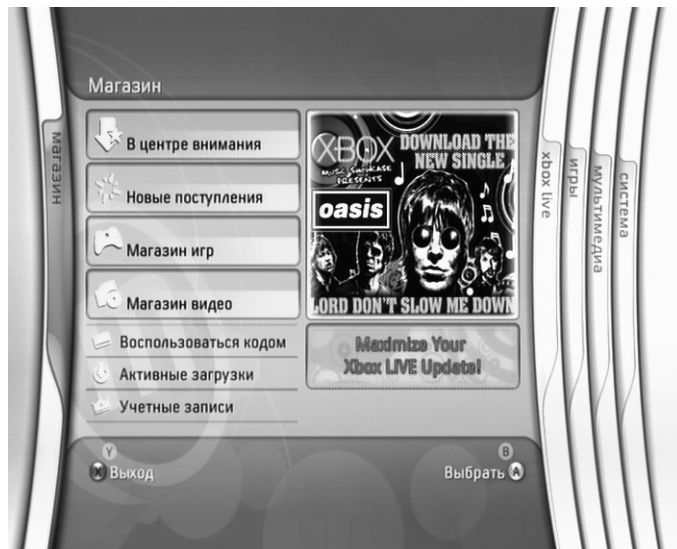 Магазин
магазин
В центре внимания
Новые поступления
Магазин игр
Магазин видео
Воспользоваться кодом
Активные загрузки
Учетные записи
XBOX
MUSIC SHOWCASE
PRESENTS
DOWNLOAD THE
NEW SINGLE
oasis
LORD DON'T SLOW ME DOWN
Maximize Your
Xbox LIVE Update!
xbox live
игры
мультимедиа
система
Y
X Выход
B
Выбрать A